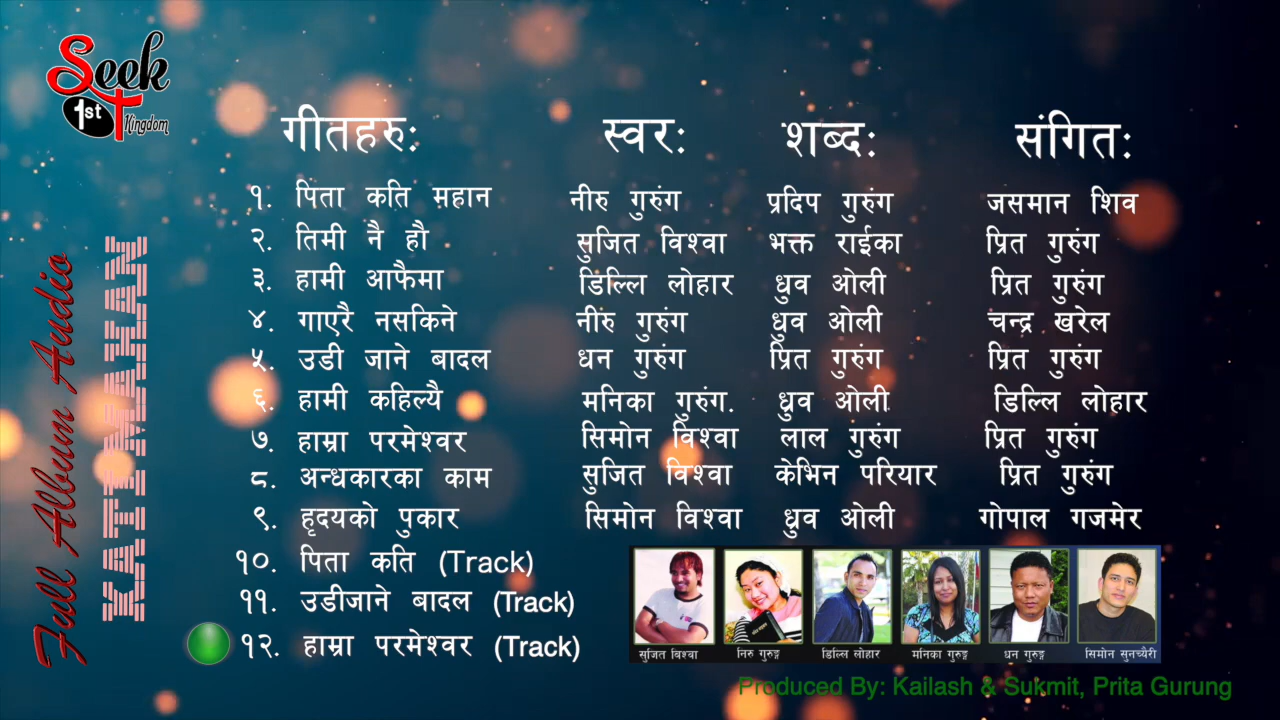 Seek
1st Kingdom
Full Album Audio
KATI MAHAN
गीतहरुः स्वरः शब्दः संगितः
१. पिता कति महान नीरु गुरुंग प्रदिप गुरुंग जसमान शिव
२. तिमी नै हौ सुजित विश्वा भक्त राईका प्रित गुरुंग
३. हामी आफैमा डिल्लि लोहार ध्रुव ओली प्रित गुरुंग
४. गाएरै नसकिने नीरु गुरुंग ध्रुव ओली चन्द्र खरेल
५. उडी जाने बादल धन गुरुंग प्रित गुरुंग प्रित गुरुंग
६. हामी कहिल्यै मनिका गुरुंग. ध्रुव ओली डिल्लि लोहार
७. हाम्रा परमेश्वर सिमोन विश्वा लाल गुरुंग प्रित गुरुंग
८. अन्धकारका काम सुजित विश्वा केभिन परियार प्रित गुरुंग
९. हृदयको पुकार सिमोन विश्वा ध्रुव ओली गोपाल गजमेर
१०. पिता कति (Track)
११. उडीजाने बादल (Track)
१२. हाम्रा परमेश्वर (Track)
सुजित बिश्वा निरु गुरुङ्ग डिल्लि लोहार मनिका गुरुङ्ग धन गुरुङ्ग सिमोन सुनच्यैरी
Produced By: Kailash & Sukmit, Prita Gurung